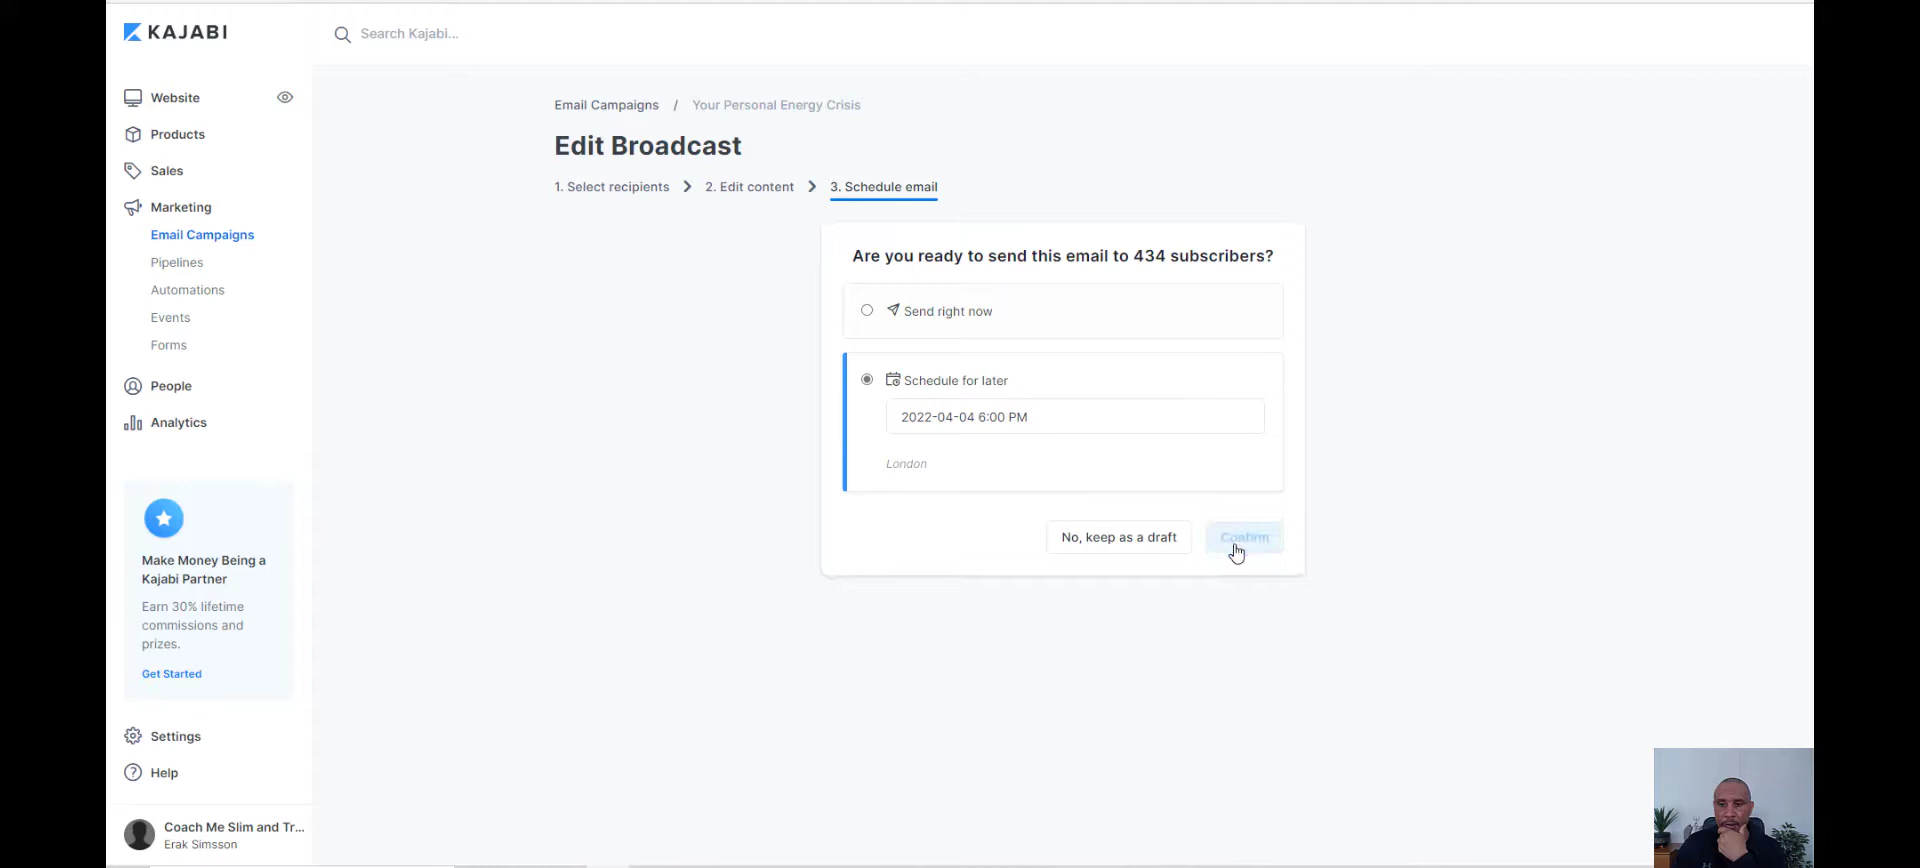 KAJABI
Search Kajabi...
Website
Products
Sales
Marketing
Email Campaigns
Pipelines
Automations
Events
Forms
People
Analytics
Make Money Being a
Kajabi Partner
Earn 30% lifetime
commissions and
prizes.
Get Started
Settings
Help
Coach Me Slim and Tr...
Erak Simsson
Email Campaigns / Your Personal Energy Crisis
Edit Broadcast
1. Select recipients > 2. Edit content > 3. Schedule email
Are you ready to send this email to 434 subscribers?
Send right now
Schedule for later
2022-04-04 6:00 PM
London
No, keep as a draft
Confirm